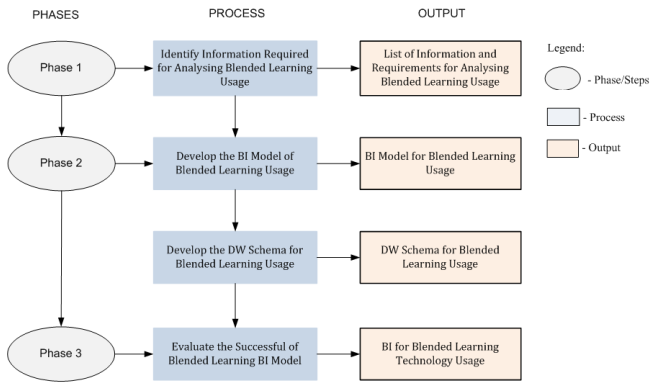 PHASES
PROCESS
OUTPUT
Phase 1
Identify Information Required
for Analysing Blended Learning
Usage
List of Information and
Requirements for Analysing
Blended Learning Usage
Legend:
- Phase/Steps
- Process
- Output
Phase 2
Develop the BI Model of
Blended Learning Usage
BI Model for Blended Learning
Usage
Develop the DW Schema for
Blended Learning Usage
DW Schema for Blended
Learning Usage
Phase 3
Evaluate the Successful of
Blended Learning BI Model
BI for Blended Learning
Technology Usage